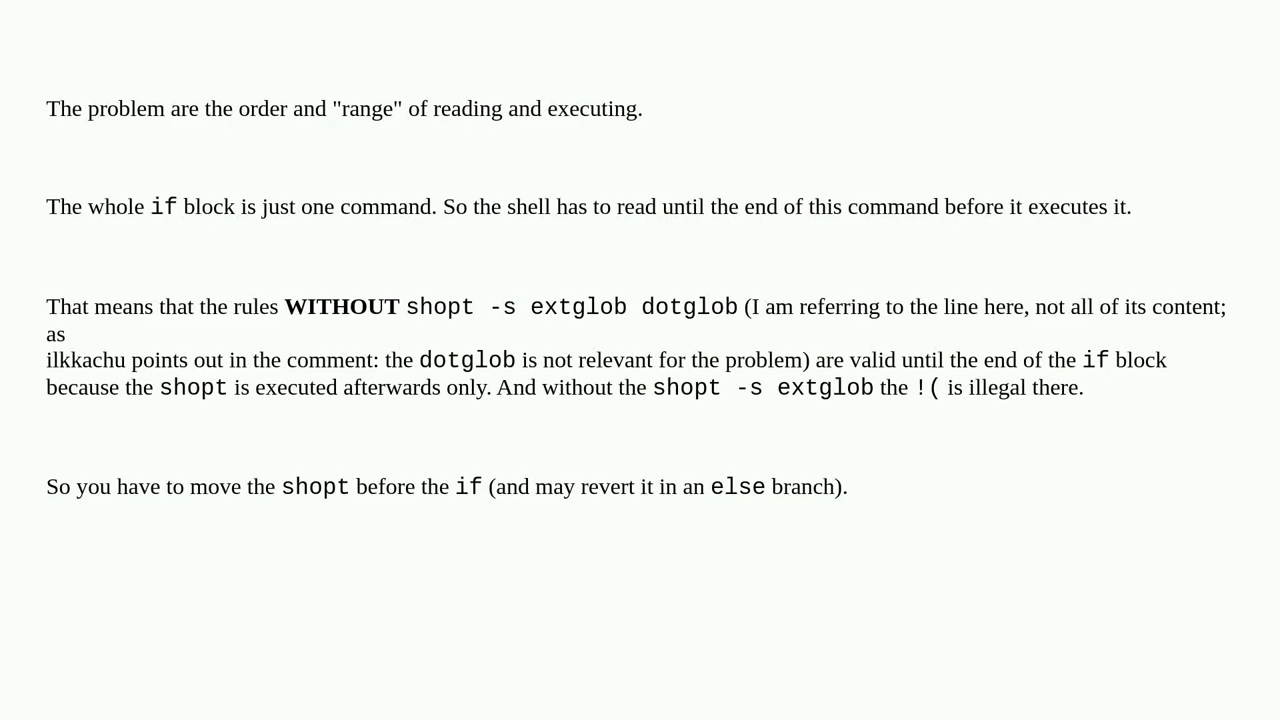 The problem are the order and "range" of reading and executing.
The whole if block is just one command. So the shell has to read until the end of this command before it executes it.
That means that the rules WITHOUT shopt -s extglob dotglob (I am referring to the line here, not all of its content;
as
ilkkachu points out in the comment: the dotglob is not relevant for the problem) are valid until the end of the if block
because the shopt is executed afterwards only. And without the shopt -s extglob the !( is illegal there.
So you have to move the shopt before the if (and may revert it in an else branch).